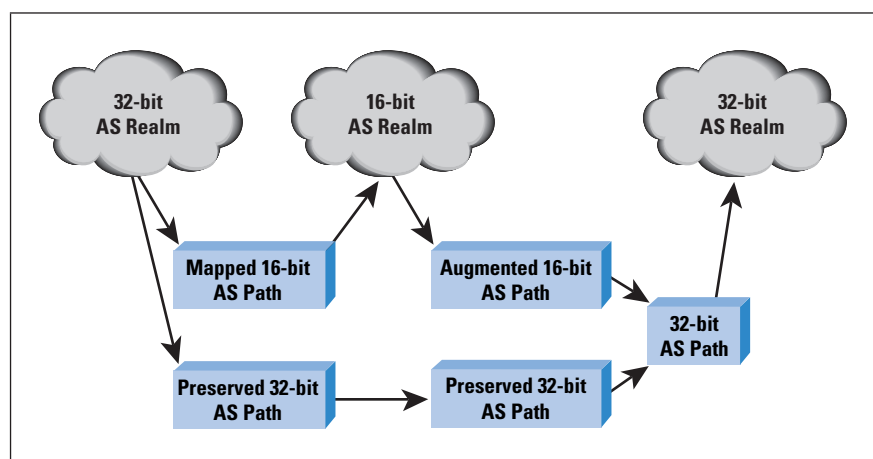 32-bit
AS Realm
16-bit
AS Realm
32-bit
AS Realm
Mapped 16-bit
AS Path
Augmented 16-bit
AS Path
32-bit
AS Path
Preserved 32-bit
AS Path
Preserved 32-bit
AS Path